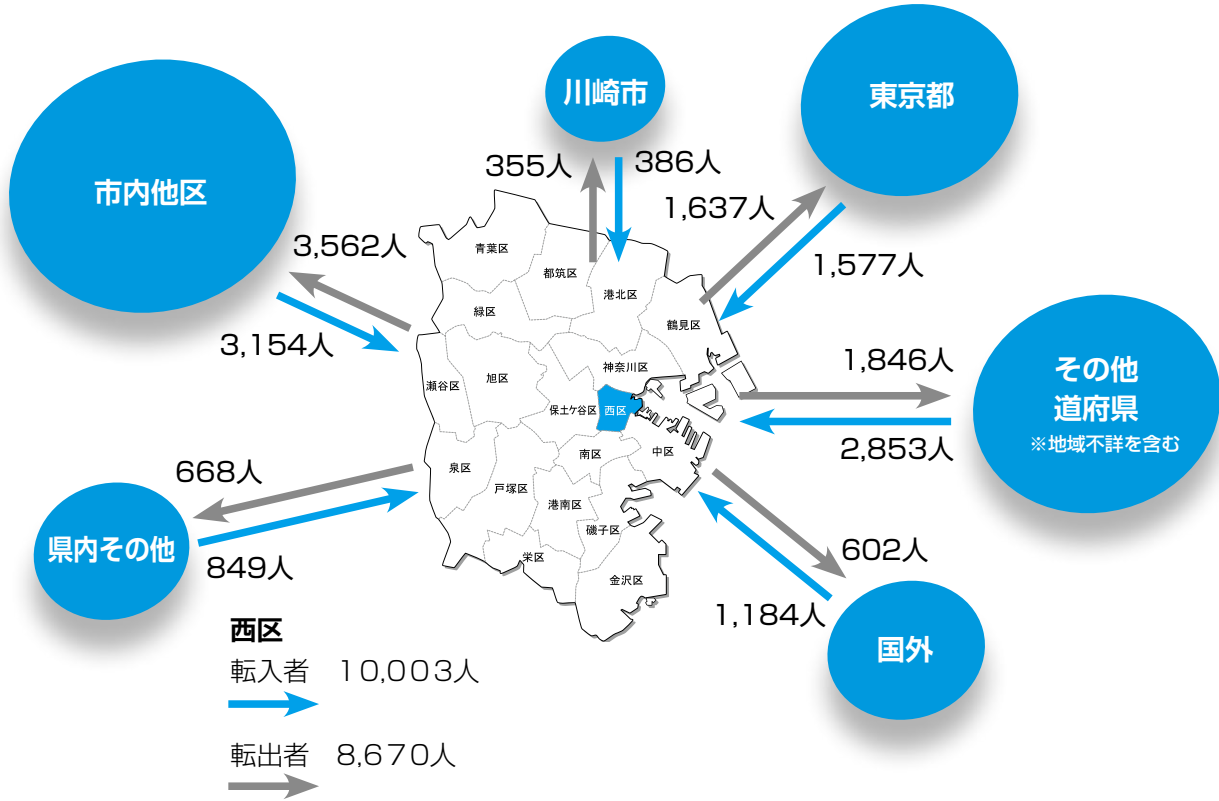 川崎市
東京都
市内他区
355人
386人
1,637人
3,562人
1,577人
3,154人
青葉区
都筑区
港北区
緑区
鶴見区
神奈川区
瀬谷区
旭区
保土ケ谷区
西区
中区
南区
泉区
戸塚区
港南区
磯子区
栄区
金沢区
1,846人
その他
道府県
※地域不詳を含む
2,853人
668人
県内その他
849人
602人
1,184人
国外
西区
転入者 10,003人
転出者 8,670人